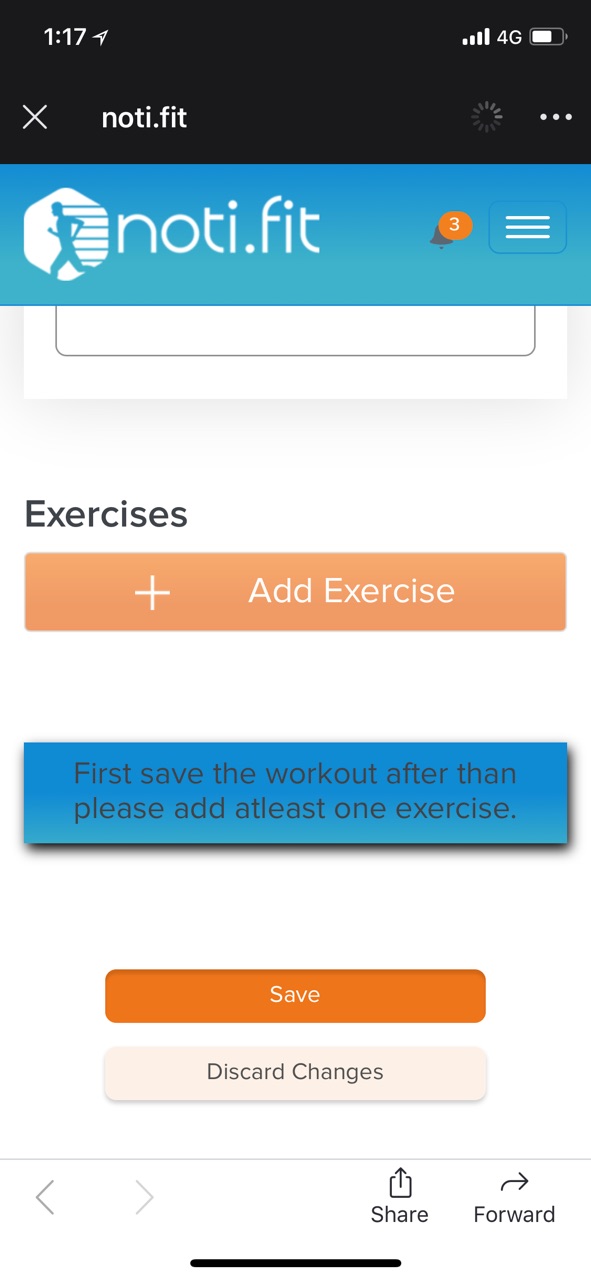 1:17
4G
noti.fit
noti.fit
3
Exercises
Add Exercise
First save the workout after than
please add atleast one exercise.
Save
Discard Changes
Share
Forward